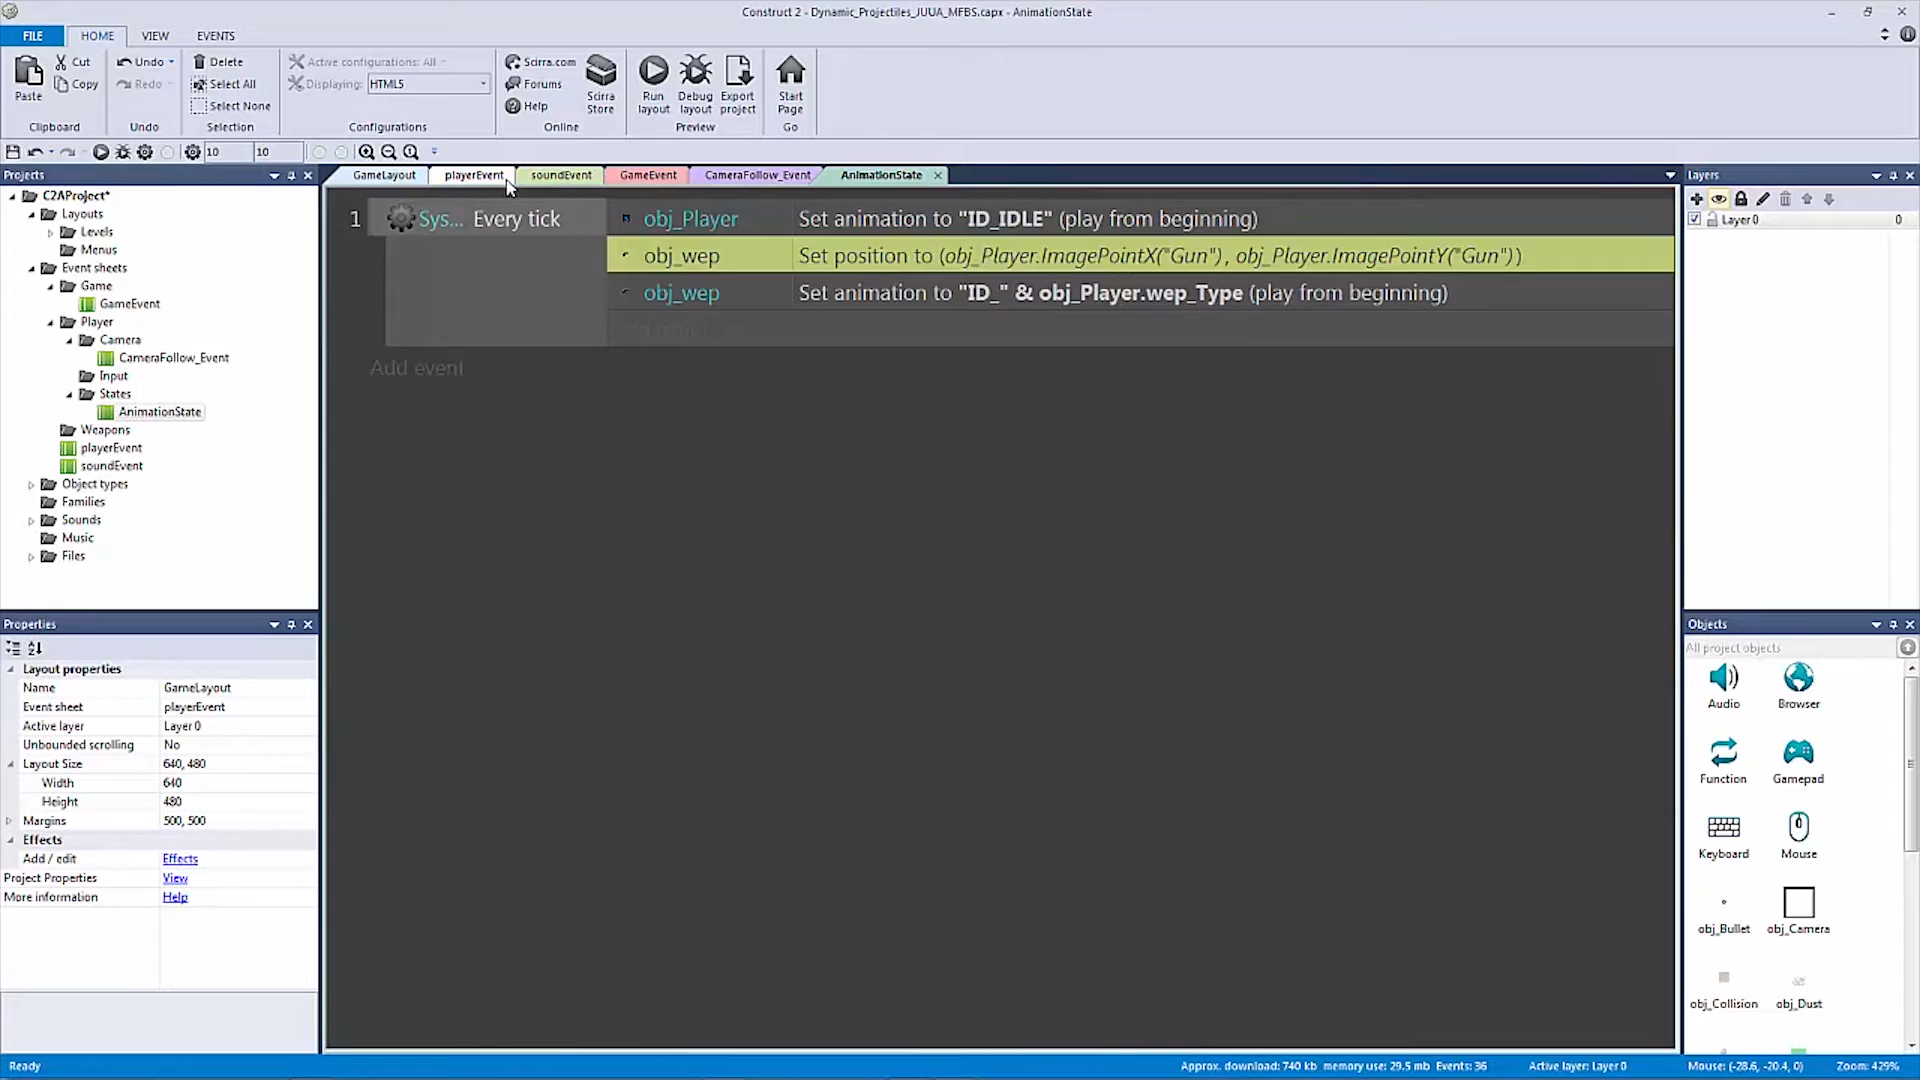 Construct 2 - Dynamic_Projectiles_JUUA_MFBS.capx - AnimationState
FILE HOME VIEW EVENTS
Paste Cut Copy Clipboard
Undo Redo Undo
Delete Select All Select None Selection
Active configurations: All
Displaying: HTML5
Configurations
Scirra.com Forums Help Scirra Store Online
Run layout Debug layout Export project Preview
Start Page Go
10 10
Projects
C2AProject*
Layouts
Levels
Menus
Event sheets
Game
GameEvent
Player
Camera
CameraFollow_Event
Input
States
AnimationState
Weapons
playerEvent
soundEvent
Object types
Families
Sounds
Music
Files
GameLayout playerEvent soundEvent GameEvent CameraFollow_Event AnimationState
1 Sys... Every tick obj_Player Set animation to "ID_IDLE" (play from beginning)
obj_wep Set position to (obj_Player.ImagePointX("Gun"), obj_Player.ImagePointY("Gun"))
obj_wep Set animation to "ID_" & obj_Player.wep_Type (play from beginning)
Add event
Properties
Layout properties
Name GameLayout
Event sheet playerEvent
Active layer Layer 0
Unbounded scrolling No
Layout Size 640, 480
Width 640
Height 480
Margins 500, 500
Effects
Add / edit Effects
Project Properties View
More information Help
Layers
Layer 0 0
Objects
All project objects
Audio Browser
Function Gamepad
Keyboard Mouse
obj_Bullet obj_Camera
obj_Collision obj_Dust
Ready
Approx. download: 740 kb memory use: 29.5 mb Events: 36 Active layer: Layer 0 Mouse: (-28.6, -20.4, 0) Zoom: 429%